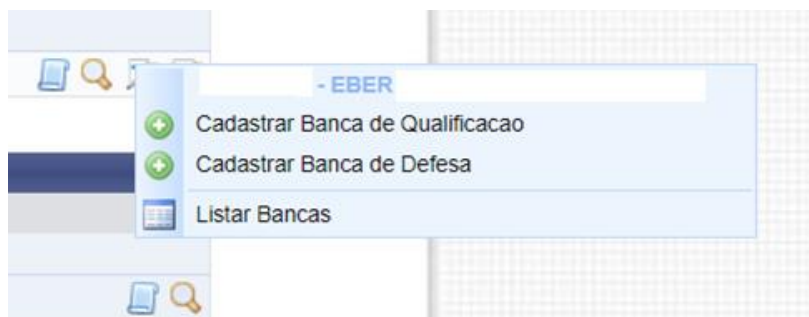 - EBER
Cadastrar Banca de Qualificacao
Cadastrar Banca de Defesa
Listar Bancas